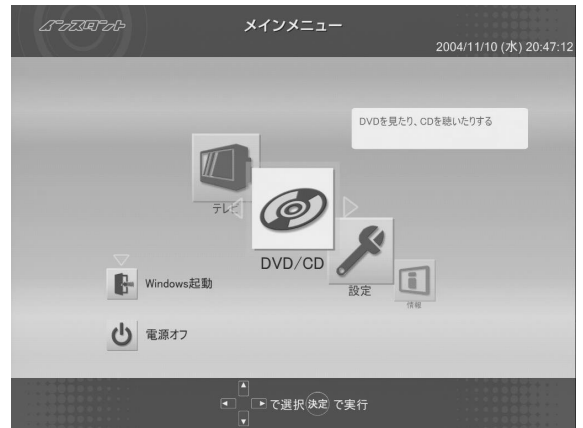 インスタント
メインメニュー
2004/11/10 (水) 20:47:12
DVDを見たり、CDを聴いたりする
テレビ
DVD/CD
設定
情報
Windows起動
電源オフ
で選択 決定 で実行